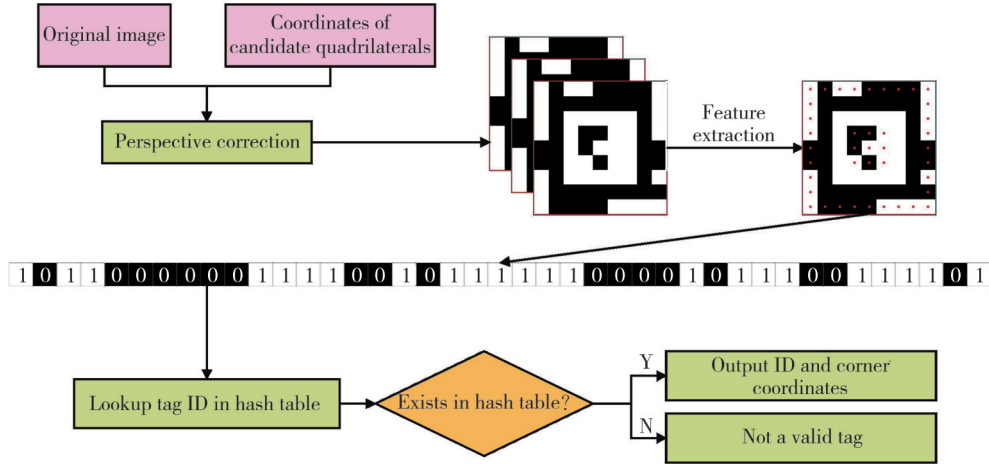 Original image
Coordinates of
candidate quadrilaterals
Perspective correction
Feature
extraction
1 0 1 1 0 0 0 0 0 0 1 1 1 1 0 0 1 0 1 1 1 1 1 1 0 0 0 0 1 0 1 1 1 0 0 1 1 1 1 0 1
Lookup tag ID in hash table
Exists in hash table?
Y
Output ID and corner
coordinates
N
Not a valid tag